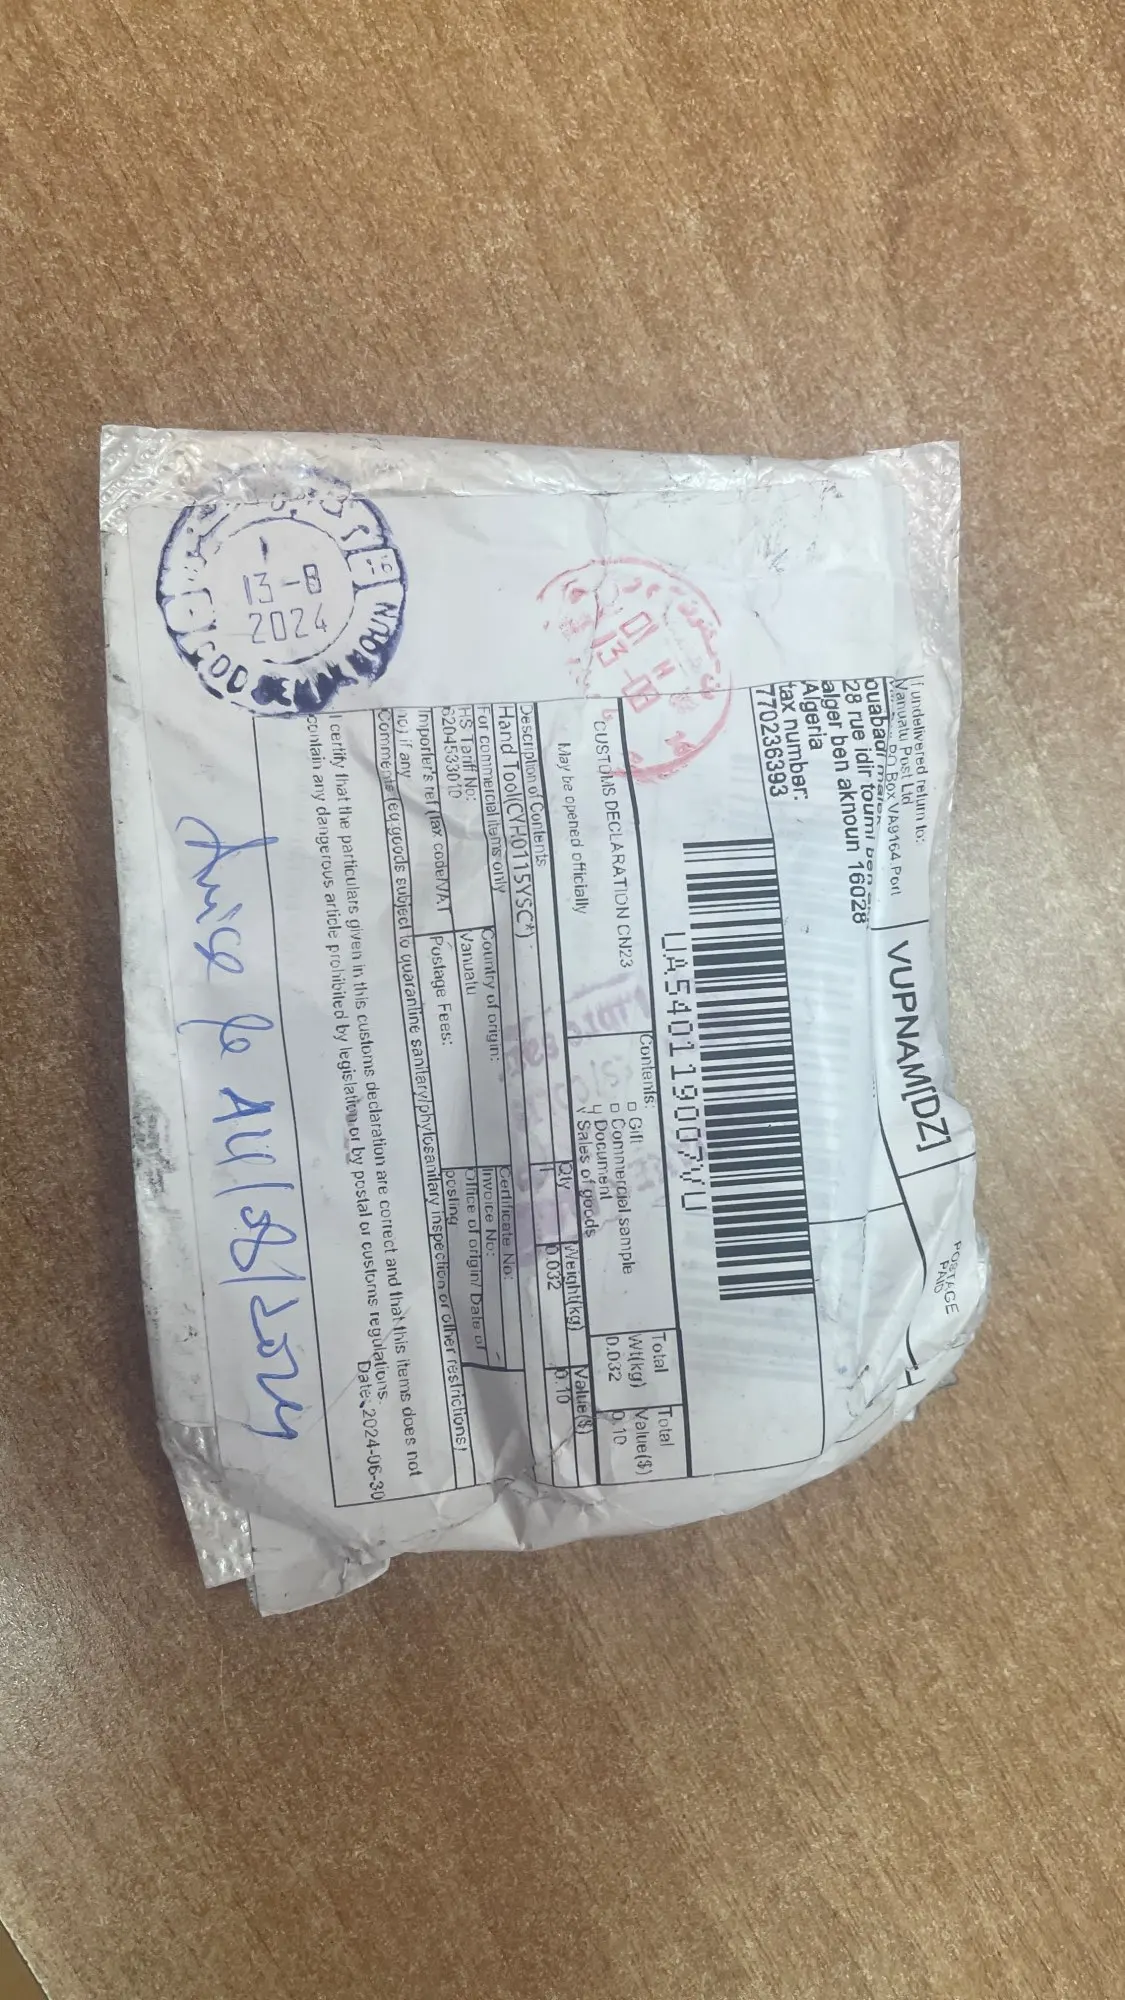 If undelivered return to:
Vanuatu Post Ltd
PO Box VA9164,Port
VUPNAM[DZ]
POSTAGE
PAID
28 rue idir toumi
alger ben aknoun 16028
Algeria
tax number:
770236393
UA540119007VU
CUSTOMS DECLARATION CN23
May be opened officially
Contents:
Gift
Commercial sample
Document
√ Sales of goods
Total
Wt(kg)
0.032
Total
Value($)
0.10
Description of Contents
Hand Tool(CYH0115YSC*)
Qty
1
Weight(kg)
0.032
Value($)
0.10
For commercial items only
HS Tariff No:
6204533010
Country of origin:
Vanuatu
Certificate No:
Invoice No:
Importer's ref (Tax code/VAT
no) if any
Postage Fees:
Office of origin/ Date of
posting
Comments (eg:goods subject to quarantine sanitary/phytosanitary inspection or other restrictions)
I certify that the particulars given in this customs declaration are correct and that this items does not
contain any dangerous article prohibited by legislation or by postal or customs regulations.
Date: 2024-06-30
13 -8
2024
01
13 -08